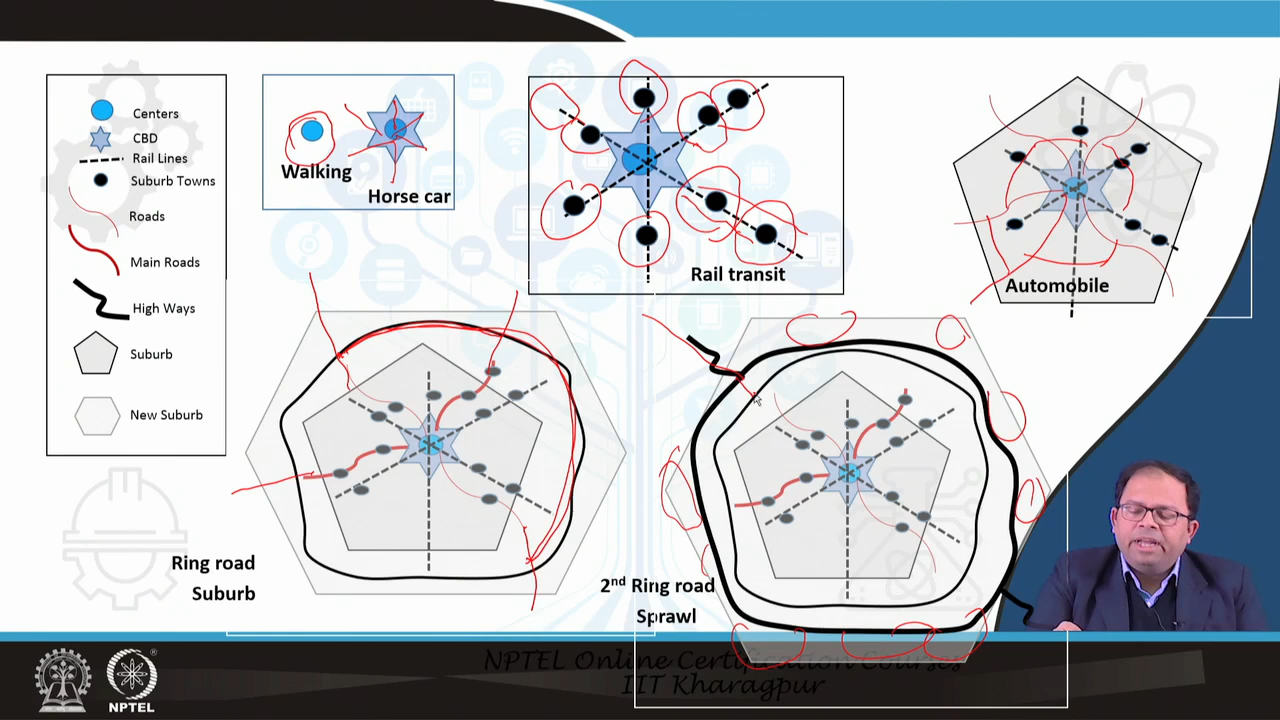 Centers
CBD
Rail Lines
Suburb Towns
Roads
Main Roads
High Ways
Suburb
New Suburb
Walking
Horse car
Rail transit
Automobile
Ring road
Suburb
2nd Ring road
Sprawl
NPTEL Online Certification Courses
IIT Kharagpur
NPTEL